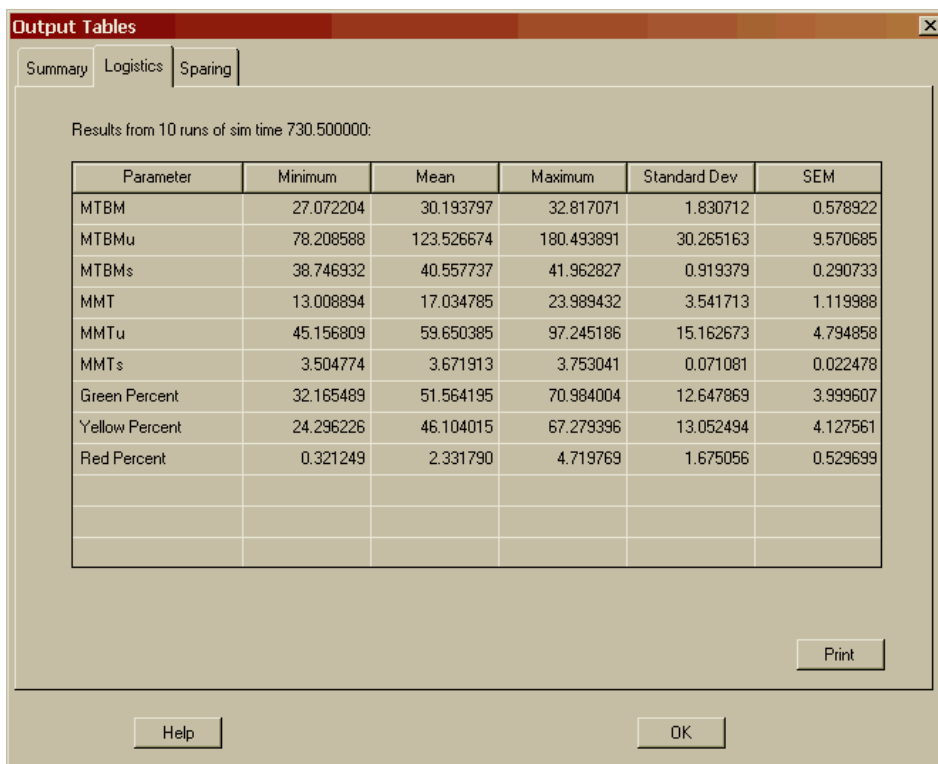 Output Tables
Summary Logistics Sparing
Results from 10 runs of sim time 730.500000:
Parameter Minimum Mean Maximum Standard Dev SEM
MTBM 27.072204 30.193797 32.817071 1.830712 0.578922
MTBMu 78.208588 123.526674 180.493891 30.265163 9.570685
MTBMs 38.746932 40.557737 41.962827 0.919379 0.290733
MMT 13.008894 17.034785 23.989432 3.541713 1.119988
MMTu 45.156809 59.650385 97.245186 15.162673 4.794858
MMTs 3.504774 3.671913 3.753041 0.071081 0.022478
Green Percent 32.165489 51.564195 70.984004 12.647869 3.999607
Yellow Percent 24.296226 46.104015 67.279396 13.052494 4.127561
Red Percent 0.321249 2.331790 4.719769 1.675056 0.529699
Print
Help OK